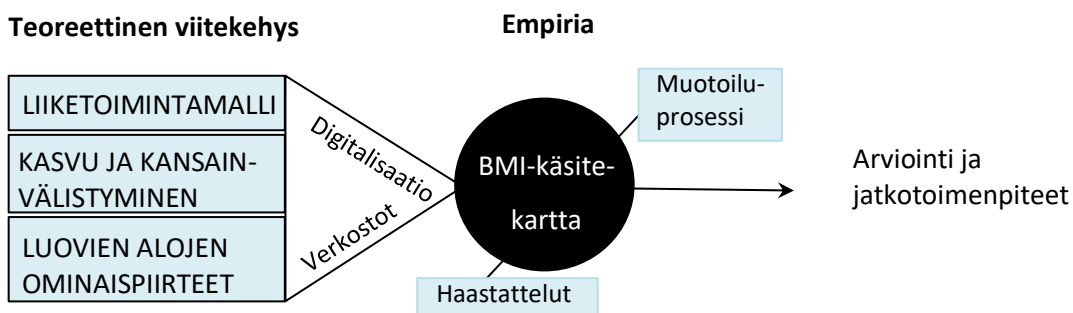 Teoreettinen viitekehys
Empiria
LIIKETOIMINTAMALLI
KASVU JA KANSAIN-
VÄLISTYMINEN
LUOVIEN ALOJEN
OMINAISPIIRTEET
Digitalisaatio
Verkostot
BMI-käsite-
kartta
Muotoilu-
prosessi
Haastattelut
Arviointi ja
jatkotoimenpiteet